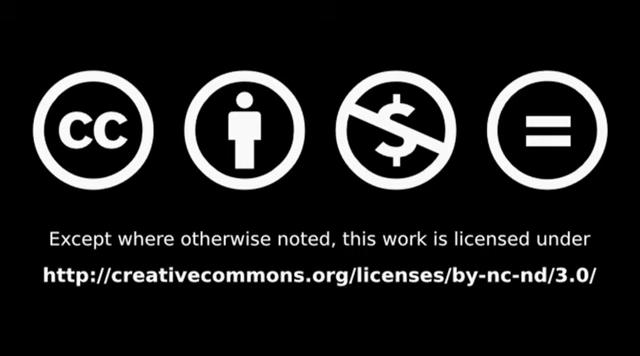 cc
$
=
Except where otherwise noted, this work is licensed under
http://creativecommons.org/licenses/by-nc-nd/3.0/